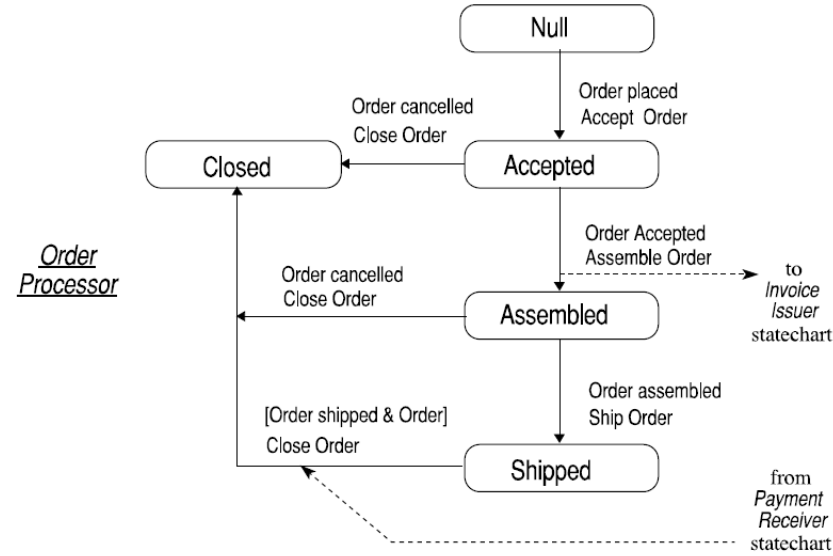 Null
Order placed
Accept Order
Order cancelled
Close Order
Closed
Accepted
Order Accepted
Assemble Order
Order
Processor
to
Invoice
Issuer
statechart
Order cancelled
Close Order
Assembled
Order assembled
Ship Order
[Order shipped & Order]
Close Order
Shipped
from
Payment
Receiver
statechart